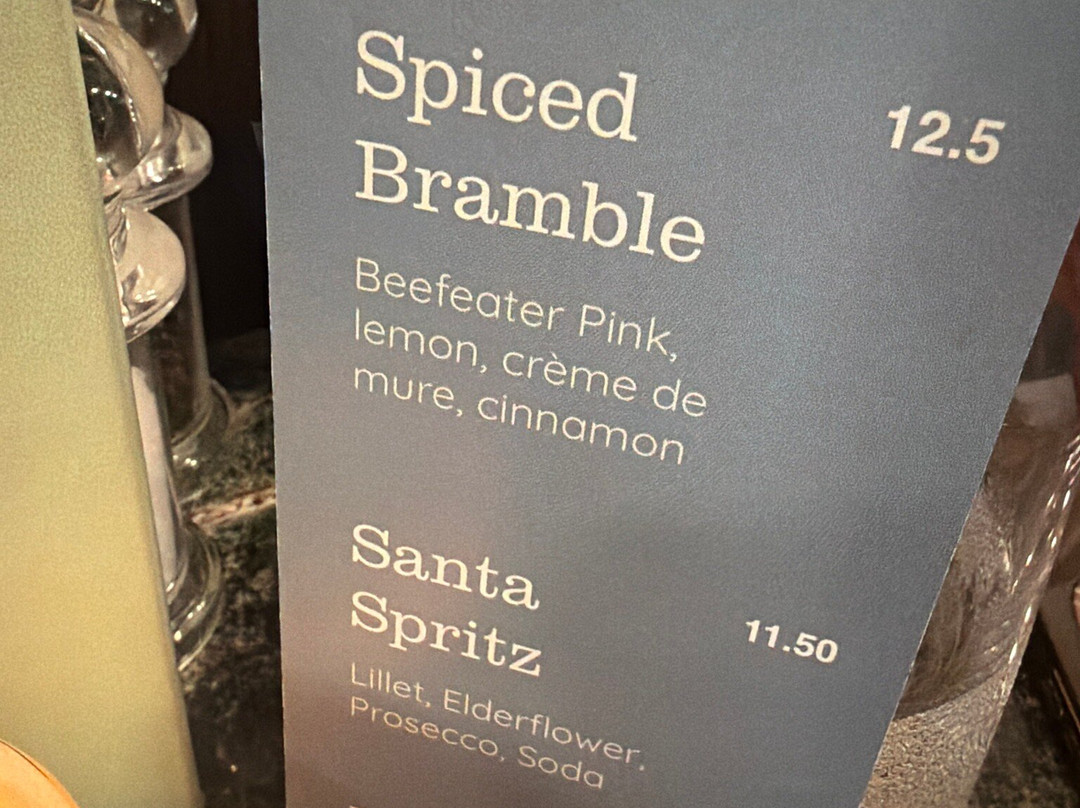 Spiced
Bramble
12.5
Beefeater Pink,
lemon, crème de
mure, cinnamon
Santa
Spritz
11.50
Lillet, Elderflower.
Prosecco, Soda